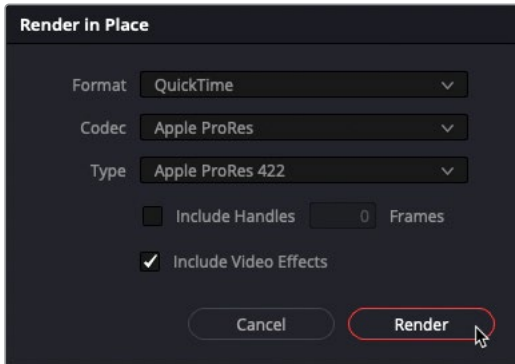 Render in Place
Format QuickTime
Codec Apple ProRes
Type Apple ProRes 422
Include Handles 0 Frames
Include Video Effects
Cancel Render